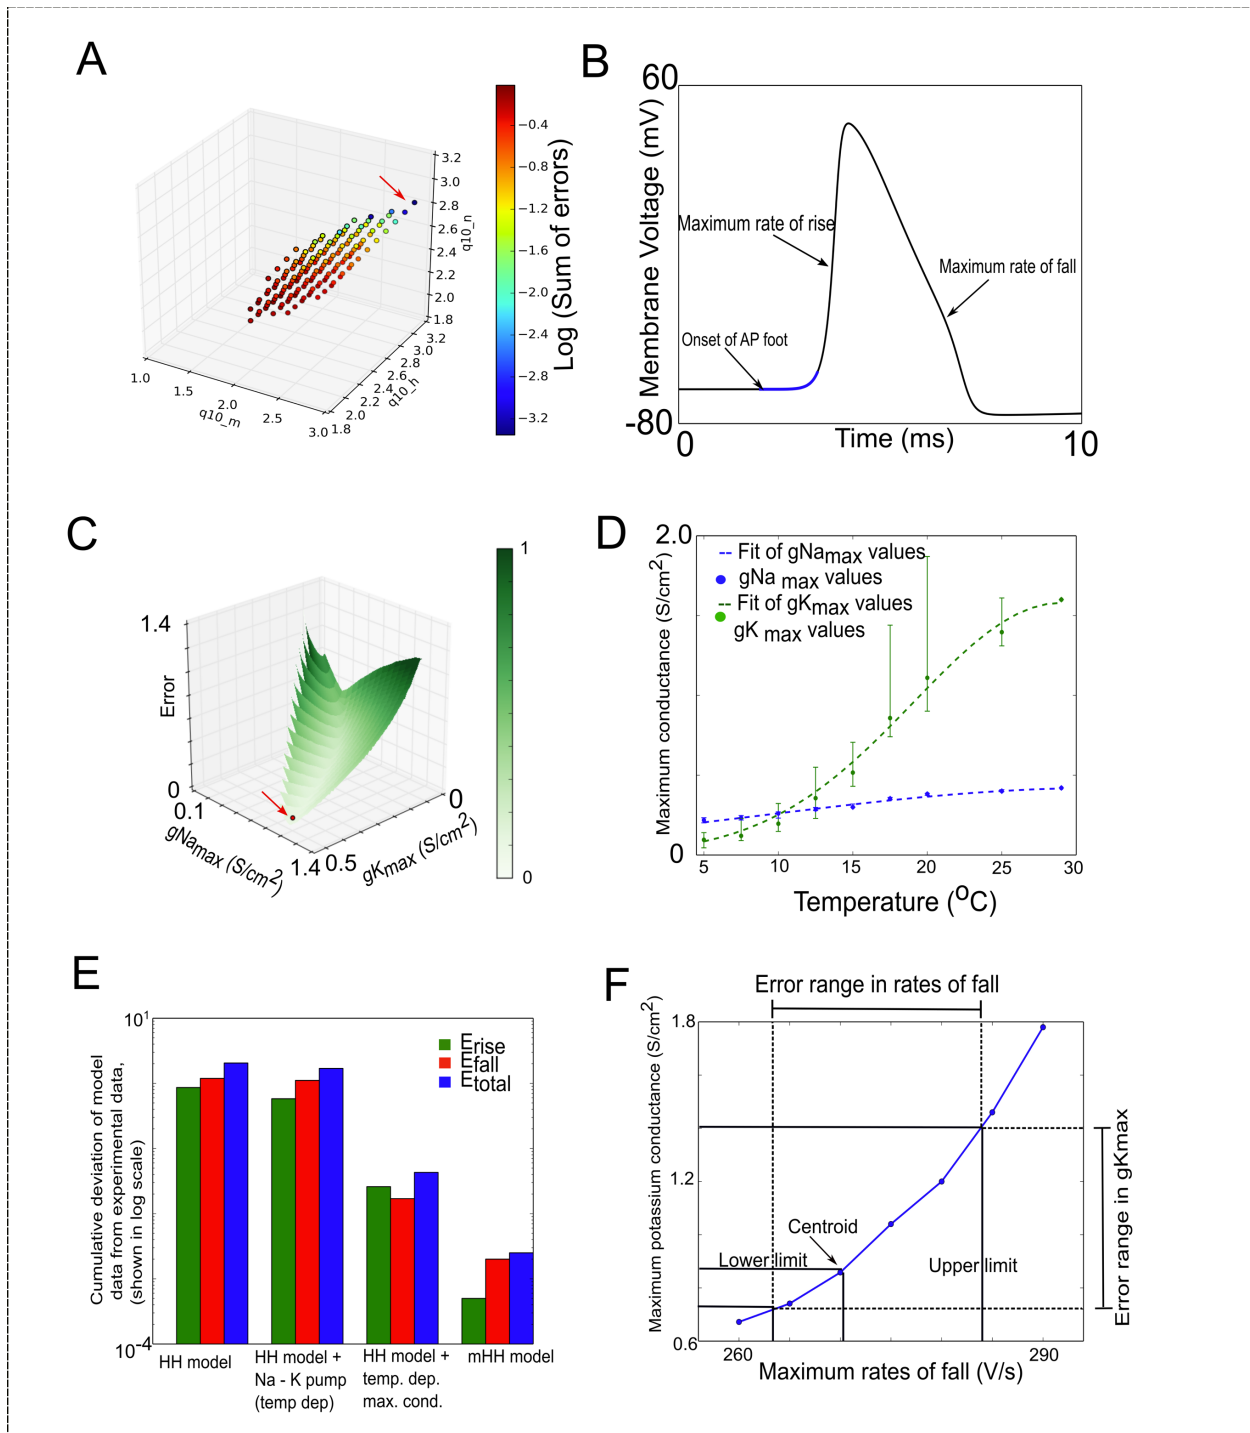 A
−0.4
−0.8
−1.2
−1.6
−2.0
−2.4
−2.8
−3.2
Log (Sum of errors)
3.2
3.0
2.8
2.6
2.4
2.2
2.0
1.8
q10_n
3.2
3.0
2.8
2.6
2.4
2.2
2.0
1.8
q10_h
1.0
1.5
2.0
2.5
3.0
q10_m
B
60
Membrane Voltage (mV)
-80
Maximum rate of rise
Maximum rate of fall
Onset of AP foot
0
Time (ms)
10
C
1.4
Error
0
0.1
gNamax (S/cm2)
1.4
0.5
gKmax (S/cm2)
0
1
0
D
2.0
Maximum conductance (S/cm2)
0
Fit of gNamax values
gNa max values
Fit of gKmax values
gK max values
5
10
15
20
25
30
Temperature (OC)
E
101
Cumulative deviation of model
data from experimental data,
(shown in log scale)
10-4
Erise
Efall
Etotal
HH model
HH model +
Na - K pump
(temp dep)
HH model +
temp. dep.
max. cond.
mHH model
F
Error range in rates of fall
1.8
1.2
0.6
Maximum potassium conductance (S/cm2)
Centroid
Lower limit
Upper limit
Error range in gKmax
260
290
Maximum rates of fall (V/s)